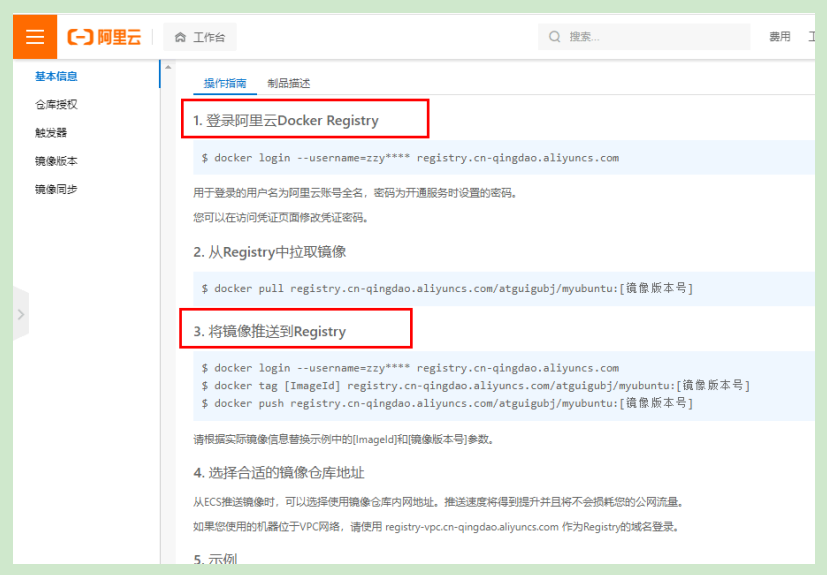 阿里云
工作台
搜索...
费用
基本信息
仓库授权
触发器
镜像版本
镜像同步
操作指南
制品描述
1. 登录阿里云Docker Registry
$ docker login --username=zzy**** registry.cn-qingdao.aliyuncs.com
用于登录的用户名为阿里云账号全名，密码为开通服务时设置的密码。
您可以在访问凭证页面修改凭证密码。
2. 从Registry中拉取镜像
$ docker pull registry.cn-qingdao.aliyuncs.com/atguigubj/myubuntu:[镜像版本号]
3. 将镜像推送到Registry
$ docker login --username=zzy**** registry.cn-qingdao.aliyuncs.com
$ docker tag [ImageId] registry.cn-qingdao.aliyuncs.com/atguigubj/myubuntu:[镜像版本号]
$ docker push registry.cn-qingdao.aliyuncs.com/atguigubj/myubuntu:[镜像版本号]
请根据实际镜像信息替换示例中的[ImageId]和[镜像版本号]参数。
4. 选择合适的镜像仓库地址
从ECS推送镜像时，可以选择使用镜像仓库内网地址。推送速度将得到提升并且将不会损耗您的公网流量。
如果您使用的机器位于VPC网络，请使用 registry-vpc.cn-qingdao.aliyuncs.com 作为Registry的域名登录。
5. 示例